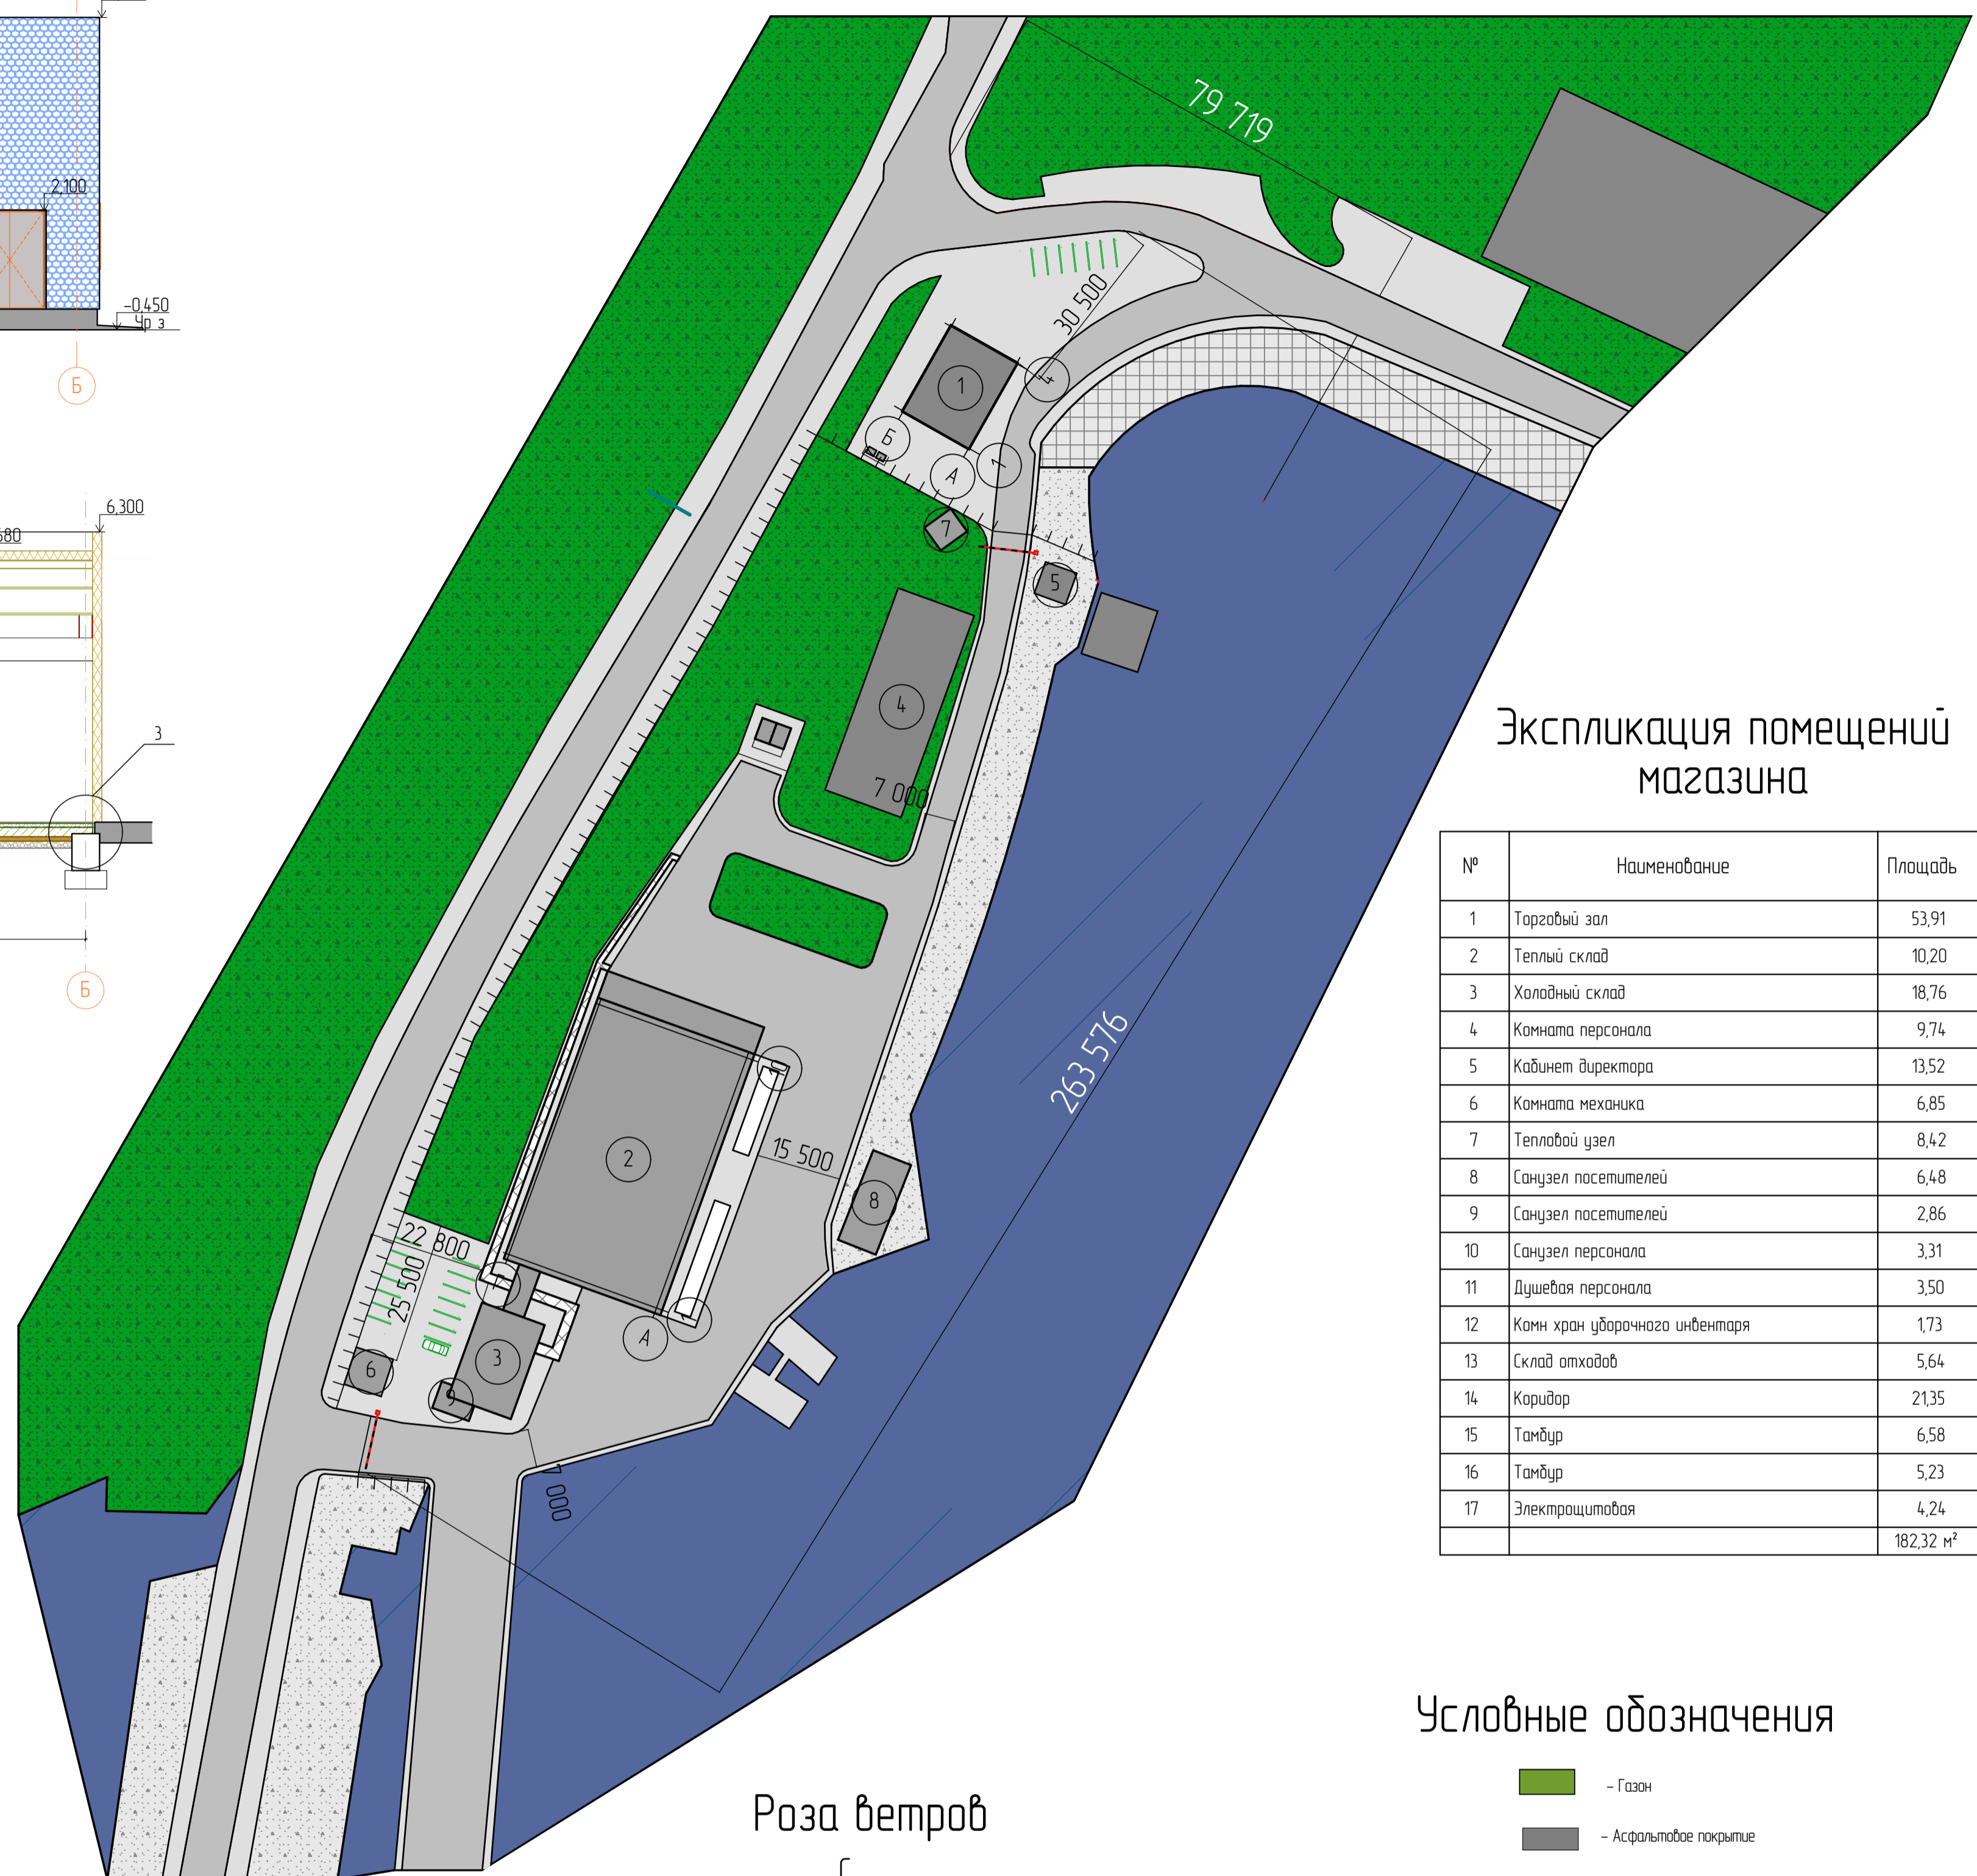 2,100
-0,450
Ур з
Б
6,300
3
Б
79 719
30 500
1
4
Б
А
1
7
5
4
7 000
263 576
10
2
15 500
8
22 800
25 500
1
А
3
6
9
7 000
Экспликация помещений
магазина
№ Наименование Площадь
1 Торговый зал 53,91
2 Теплый склад 10,20
3 Холодный склад 18,76
4 Комната персонала 9,74
5 Кабинет директора 13,52
6 Комната механика 6,85
7 Тепловой узел 8,42
8 Санузел посетителей 6,48
9 Санузел посетителей 2,86
10 Санузел персонала 3,31
11 Душевая персонала 3,50
12 Комн хран уборочного инвентаря 1,73
13 Склад отходов 5,64
14 Коридор 21,35
15 Тамбур 6,58
16 Тамбур 5,23
17 Электрощитовая 4,24
182,32 м²
Условные обозначения
- Газон
- Асфальтовое покрытие
Роза ветров